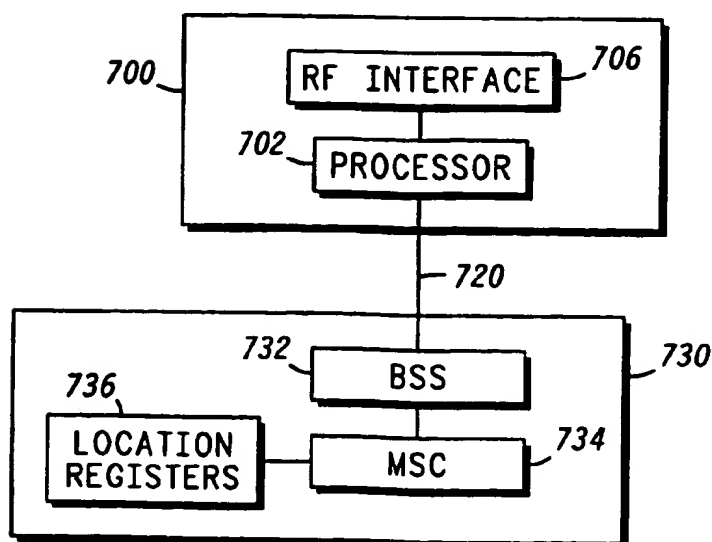 700
RF INTERFACE
706
702
PROCESSOR
720
732
BSS
730
736
LOCATION
REGISTERS
MSC
734